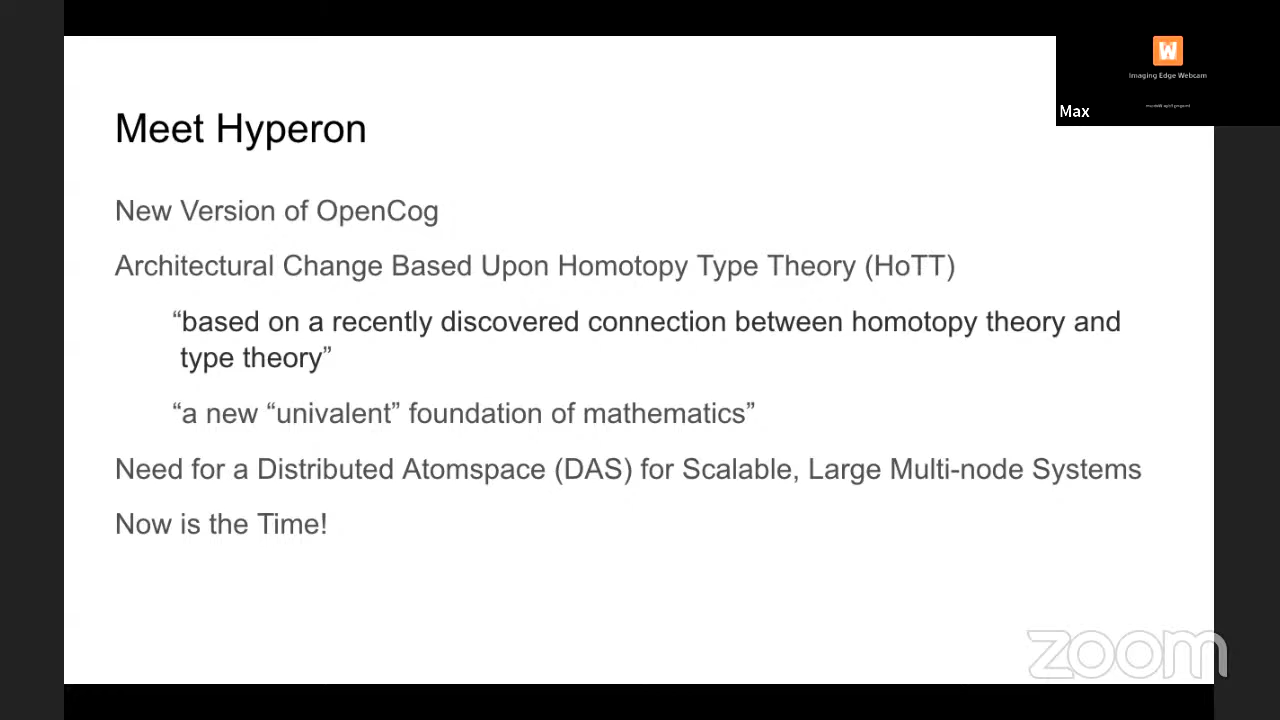 Meet Hyperon
New Version of OpenCog
Architectural Change Based Upon Homotopy Type Theory (HoTT)
“based on a recently discovered connection between homotopy theory and
type theory”
“a new “univalent” foundation of mathematics”
Need for a Distributed Atomspace (DAS) for Scalable, Large Multi-node Systems
Now is the Time!
W
Imaging Edge Webcam
Max
zoom